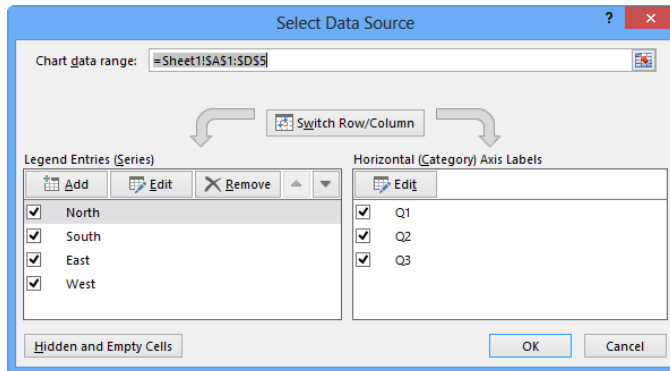 Select Data Source
?
Chart data range: =Sheet1!$A$1:$D$5
Switch Row/Column
Legend Entries (Series)
Add Edit Remove
North
South
East
West
Horizontal (Category) Axis Labels
Edit
Q1
Q2
Q3
Hidden and Empty Cells
OK Cancel